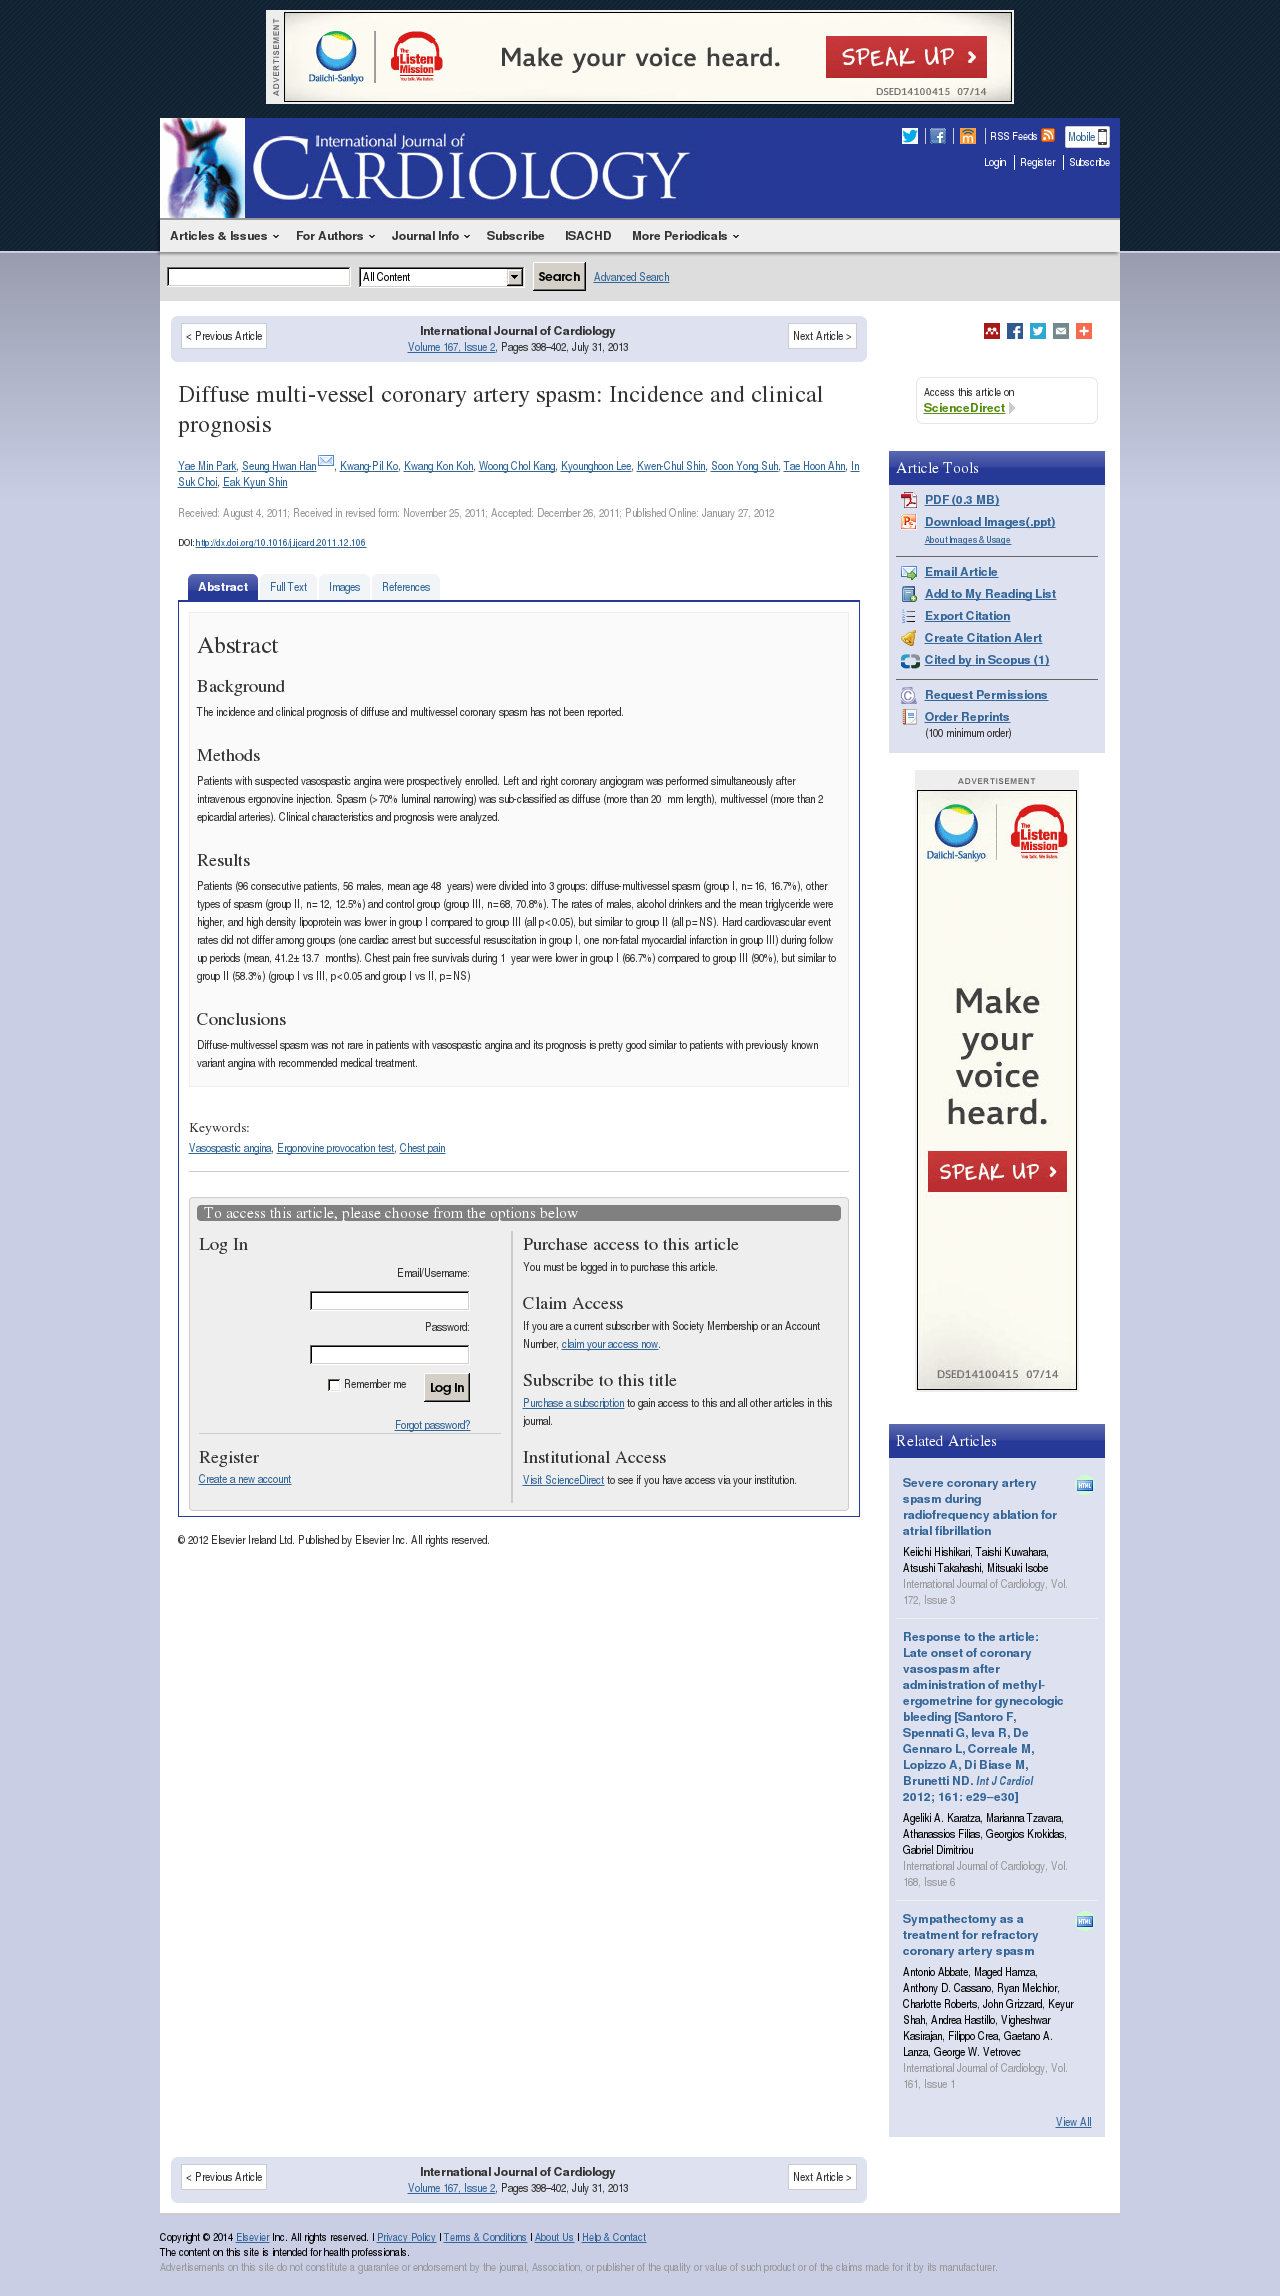 ADVERTISEMENT
Daiichi-Sankyo
The Listen Mission
You talk. We listen.
Make your voice heard.
SPEAK UP >
DSED14100415 07/14
International Journal of
CARDIOLOGY
RSS Feeds
Mobile
Login | Register | Subscribe
Articles & Issues For Authors Journal Info Subscribe ISACHD More Periodicals
All Content Search Advanced Search
< Previous Article
International Journal of Cardiology
Volume 167, Issue 2, Pages 398–402, July 31, 2013
Next Article >
Diffuse multi-vessel coronary artery spasm: Incidence and clinical
prognosis
Yae Min Park, Seung Hwan Han, Kwang-Pil Ko, Kwang Kon Koh, Woong Chol Kang, Kyounghoon Lee, Kwen-Chul Shin, Soon Yong Suh, Tae Hoon Ahn, In
Suk Choi, Eak Kyun Shin
Received: August 4, 2011; Received in revised form: November 25, 2011; Accepted: December 26, 2011; Published Online: January 27, 2012
DOI: http://dx.doi.org/10.1016/j.ijcard.2011.12.106
Abstract Full Text Images References
Abstract
Background
The incidence and clinical prognosis of diffuse and multivessel coronary spasm has not been reported.
Methods
Patients with suspected vasospastic angina were prospectively enrolled. Left and right coronary angiogram was performed simultaneously after
intravenous ergonovine injection. Spasm (>70% luminal narrowing) was sub-classified as diffuse (more than 20 mm length), multivessel (more than 2
epicardial arteries). Clinical characteristics and prognosis were analyzed.
Results
Patients (96 consecutive patients, 56 males, mean age 48 years) were divided into 3 groups: diffuse-multivessel spasm (group I, n=16, 16.7%), other
types of spasm (group II, n=12, 12.5%) and control group (group III, n=68, 70.8%). The rates of males, alcohol drinkers and the mean triglyceride were
higher, and high density lipoprotein was lower in group I compared to group III (all p<0.05), but similar to group II (all p=NS). Hard cardiovascular event
rates did not differ among groups (one cardiac arrest but successful resuscitation in group I, one non-fatal myocardial infarction in group III) during follow
up periods (mean, 41.2±13.7 months). Chest pain free survivals during 1 year were lower in group I (66.7%) compared to group III (90%), but similar to
group II (58.3%) (group I vs III, p<0.05 and group I vs II, p=NS)
Conclusions
Diffuse-multivessel spasm was not rare in patients with vasospastic angina and its prognosis is pretty good similar to patients with previously known
variant angina with recommended medical treatment.
Keywords:
Vasospastic angina, Ergonovine provocation test, Chest pain
To access this article, please choose from the options below
Log In
Email/Username:
Password:
Remember me Log In
Forgot password?
Register
Create a new account
Purchase access to this article
You must be logged in to purchase this article.
Claim Access
If you are a current subscriber with Society Membership or an Account
Number, claim your access now.
Subscribe to this title
Purchase a subscription to gain access to this and all other articles in this
journal.
Institutional Access
Visit ScienceDirect to see if you have access via your institution.
© 2012 Elsevier Ireland Ltd. Published by Elsevier Inc. All rights reserved.
Access this article on
ScienceDirect
Article Tools
PDF (0.3 MB)
Download Images(.ppt)
About Images & Usage
Email Article
Add to My Reading List
Export Citation
Create Citation Alert
Cited by in Scopus (1)
Request Permissions
Order Reprints
(100 minimum order)
ADVERTISEMENT
Daiichi-Sankyo
The Listen Mission
You talk. We listen.
Make
your
voice
heard.
SPEAK UP >
DSED14100415 07/14
Related Articles
Severe coronary artery
spasm during
radiofrequency ablation for
atrial fibrillation
HTML
Keiichi Hishikari, Taishi Kuwahara,
Atsushi Takahashi, Mitsuaki Isobe
International Journal of Cardiology, Vol.
172, Issue 3
Response to the article:
Late onset of coronary
vasospasm after
administration of methyl-
ergometrine for gynecologic
bleeding [Santoro F,
Spennati G, Ieva R, De
Gennaro L, Correale M,
Lopizzo A, Di Biase M,
Brunetti ND. Int J Cardiol
2012; 161: e29–e30]
Ageliki A. Karatza, Marianna Tzavara,
Athanassios Filias, Georgios Krokidas,
Gabriel Dimitriou
International Journal of Cardiology, Vol.
168, Issue 6
Sympathectomy as a
treatment for refractory
coronary artery spasm
HTML
Antonio Abbate, Maged Hamza,
Anthony D. Cassano, Ryan Melchior,
Charlotte Roberts, John Grizzard, Keyur
Shah, Andrea Hastillo, Vigheshwar
Kasirajan, Filippo Crea, Gaetano A.
Lanza, George W. Vetrovec
International Journal of Cardiology, Vol.
161, Issue 1
View All
< Previous Article
International Journal of Cardiology
Volume 167, Issue 2, Pages 398–402, July 31, 2013
Next Article >
Copyright © 2014 Elsevier Inc. All rights reserved. | Privacy Policy | Terms & Conditions | About Us | Help & Contact
The content on this site is intended for health professionals.
Advertisements on this site do not constitute a guarantee or endorsement by the journal, Association, or publisher of the quality or value of such product or of the claims made for it by its manufacturer.